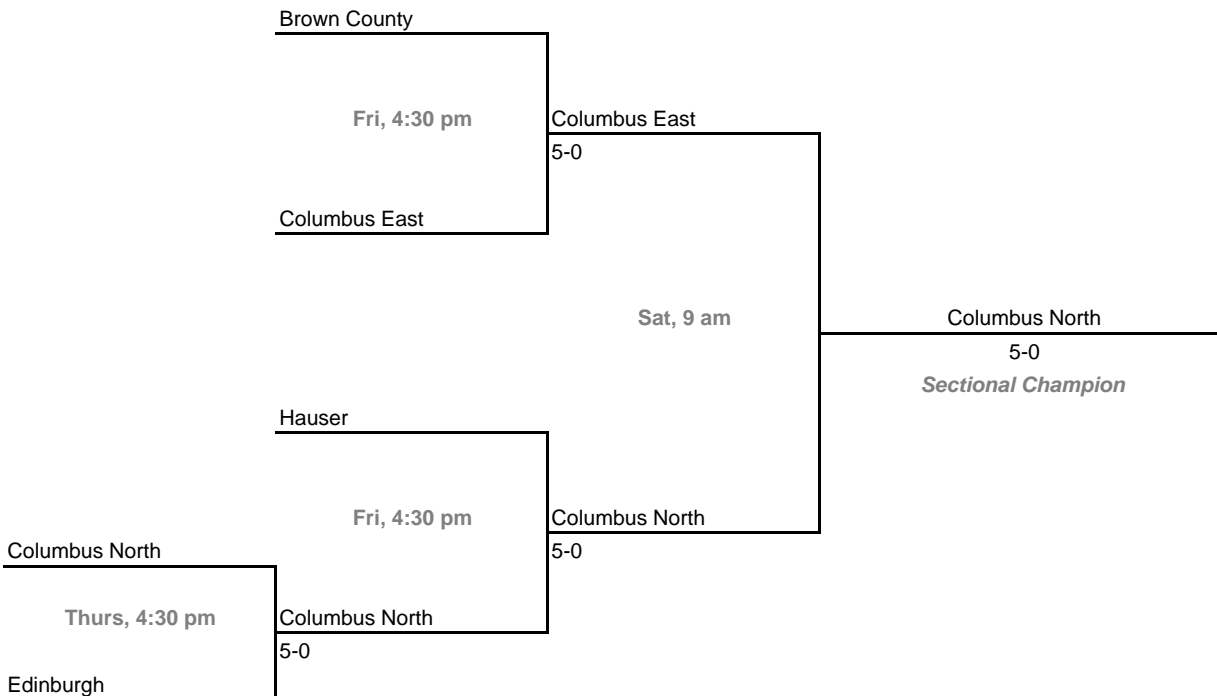 Brown County
Fri, 4:30 pm
Columbus East
5-0
Columbus East
Sat, 9 am
Columbus North
5-0
Sectional Champion
Hauser
Fri, 4:30 pm
Columbus North
5-0
Columbus North
Thurs, 4:30 pm
Columbus North
5-0
Edinburgh